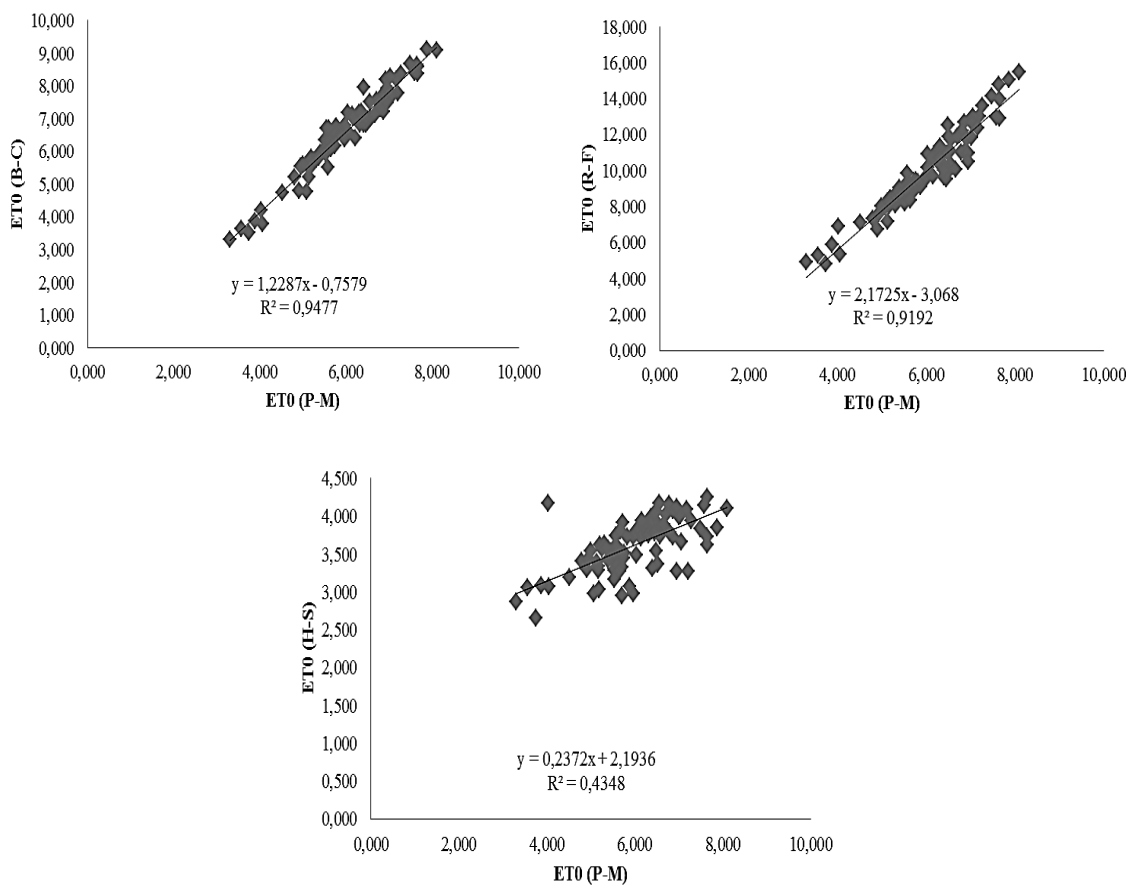 10,000
9,000
8,000
7,000
6,000
5,000
4,000
3,000
2,000
1,000
0,000
ET0 (B-C)
y = 1,2287x - 0,7579
R² = 0,9477
0,000 2,000 4,000 6,000 8,000 10,000
ET0 (P-M)
18,000
16,000
14,000
12,000
10,000
8,000
6,000
4,000
2,000
0,000
ET0 (R-F)
y = 2,1725x - 3,068
R² = 0,9192
0,000 2,000 4,000 6,000 8,000 10,000
ET0 (P-M)
4,500
4,000
3,500
3,000
2,500
2,000
1,500
1,000
0,500
0,000
ET0 (H-S)
y = 0,2372x + 2,1936
R² = 0,4348
0,000 2,000 4,000 6,000 8,000 10,000
ET0 (P-M)